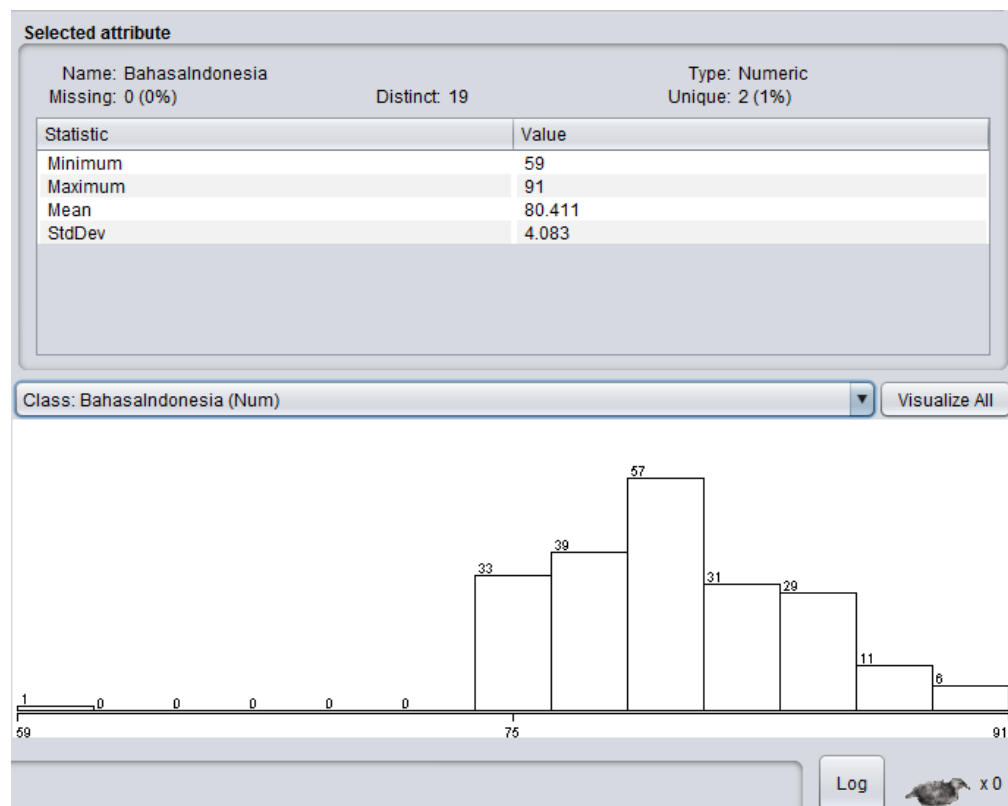 Selected attribute
Name: BahasaIndonesia Type: Numeric
Missing: 0 (0%) Distinct: 19 Unique: 2 (1%)
Statistic Value
Minimum 59
Maximum 91
Mean 80.411
StdDev 4.083
Class: BahasaIndonesia (Num) Visualize All
57
39
33
31
29
11
6
1 0 0 0 0 0
59 75 91
Log x 0